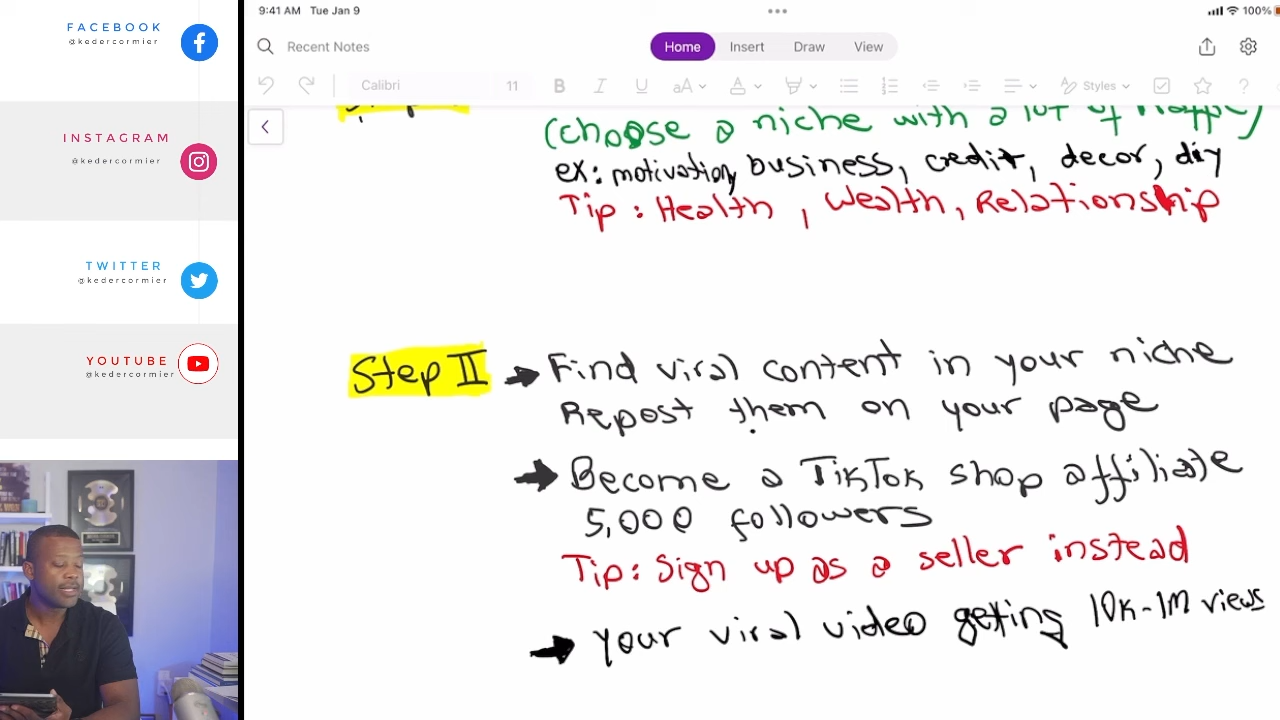 FACEBOOK
@kedercormier
INSTAGRAM
@kedercormier
TWITTER
@kedercormier
YOUTUBE
@kedercormier
9:41 AM Tue Jan 9
100%
Recent Notes
Home Insert Draw View
Calibri 11 B I U aA A Styles ?
(choose a niche with a lot of traffic)
ex: motivation, business, credit, decor, diy
Tip: Health, Wealth, Relationship
Step II → Find viral content in your niche
Repost them on your page
→ Become a TikTok shop affiliate
5,000 followers
Tip: Sign up as a seller instead
→ your viral video geting 10K-1M views